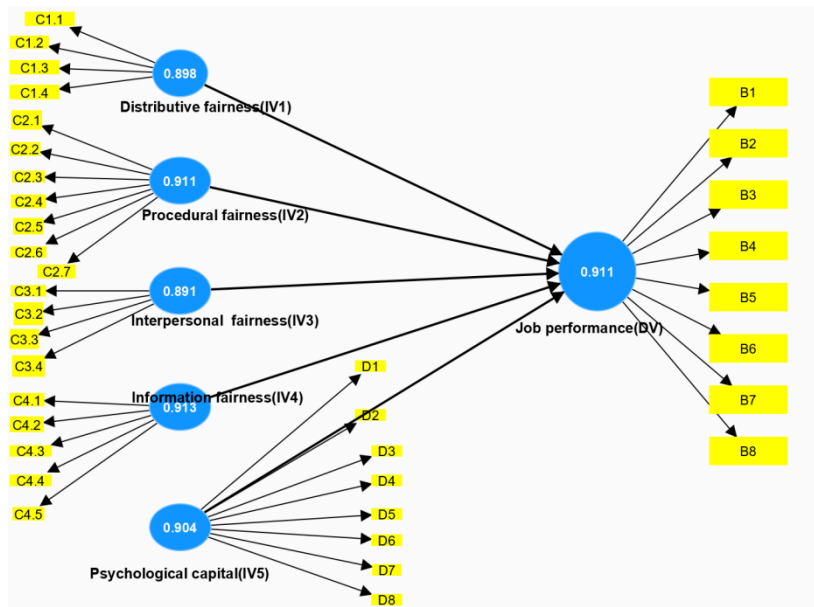 C1.1
C1.2
C1.3
C1.4
0.898
Distributive fairness(IV1)
C2.1
C2.2
C2.3
C2.4
C2.5
C2.6
C2.7
0.911
Procedural fairness(IV2)
C3.1
C3.2
C3.3
C3.4
0.891
Interpersonal fairness(IV3)
C4.1
C4.2
C4.3
C4.4
C4.5
Information fairness(IV4)
0.913
D1
D2
D3
D4
D5
D6
D7
D8
0.904
Psychological capital(IV5)
0.911
Job performance(DV)
B1
B2
B3
B4
B5
B6
B7
B8